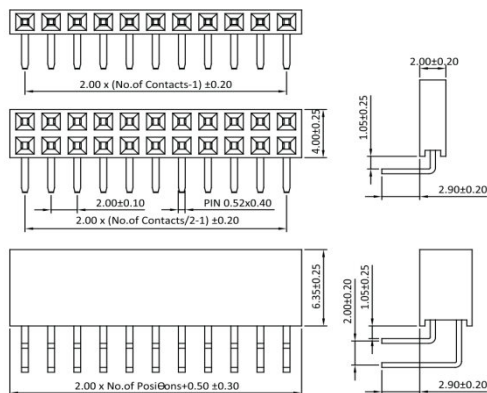 2.00 x (No.of Contacts-1) ±0.20
2.00±0.20
1.05±0.25
2.90±0.20
4.00±0.25
2.00±0.10
PIN 0.52x0.40
2.00 x (No.of Contacts/2-1) ±0.20
6.35±0.25
2.00±0.20
1.05±0.25
2.90±0.20
2.00 x No.of PosiΘons+0.50 ±0.30